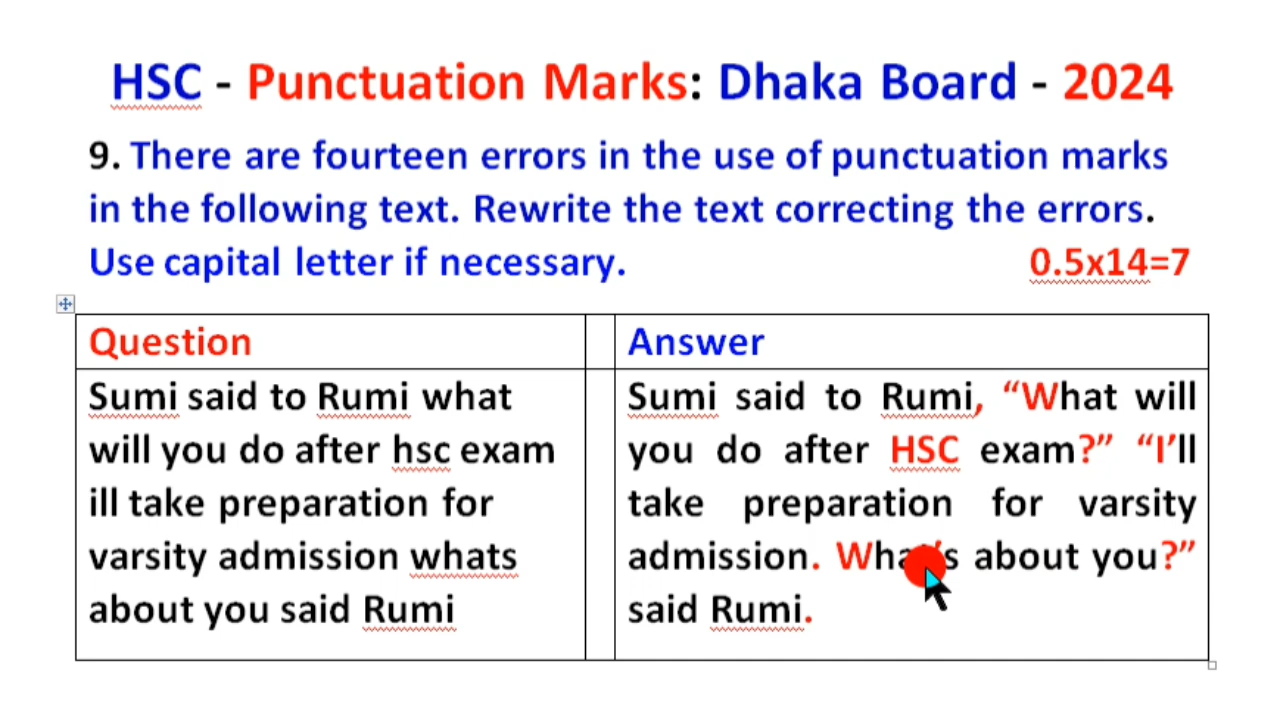 HSC - Punctuation Marks: Dhaka Board - 2024
9. There are fourteen errors in the use of punctuation marks
in the following text. Rewrite the text correcting the errors.
Use capital letter if necessary. 0.5x14=7
Question
Sumi said to Rumi what
will you do after hsc exam
ill take preparation for
varsity admission whats
about you said Rumi
Answer
Sumi said to Rumi, “What will
you do after HSC exam?” “I’ll
take preparation for varsity
admission. What’s about you?”
said Rumi.